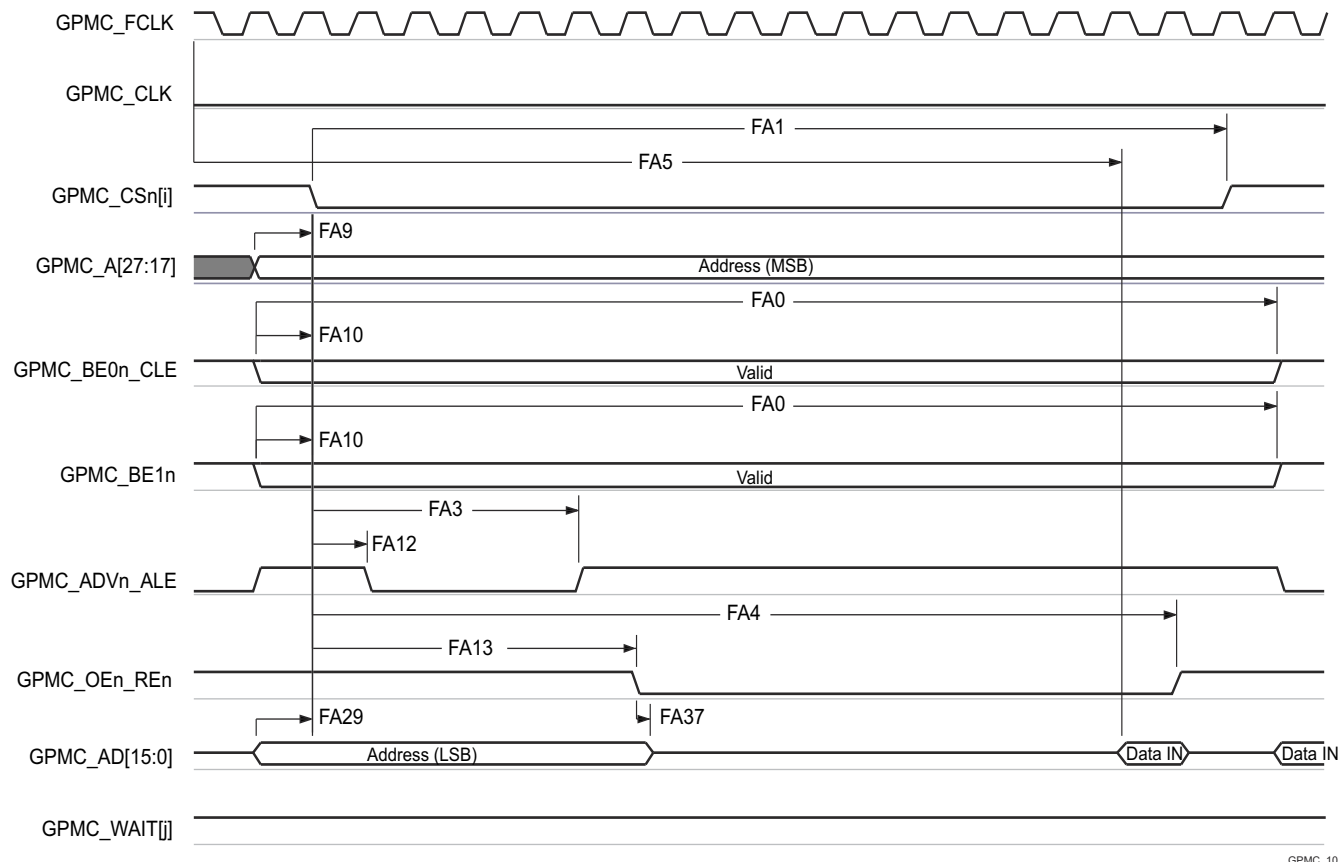 GPMC_FCLK
GPMC_CLK
FA1
FA5
GPMC_CSn[i]
FA9
GPMC_A[27:17] Address (MSB)
FA0
FA10
GPMC_BE0n_CLE Valid
FA0
FA10
GPMC_BE1n Valid
FA3
FA12
GPMC_ADVn_ALE
FA4
FA13
GPMC_OEn_REn
FA29 FA37
GPMC_AD[15:0] Address (LSB) Data IN Data IN
GPMC_WAIT[j]
GPMC_10